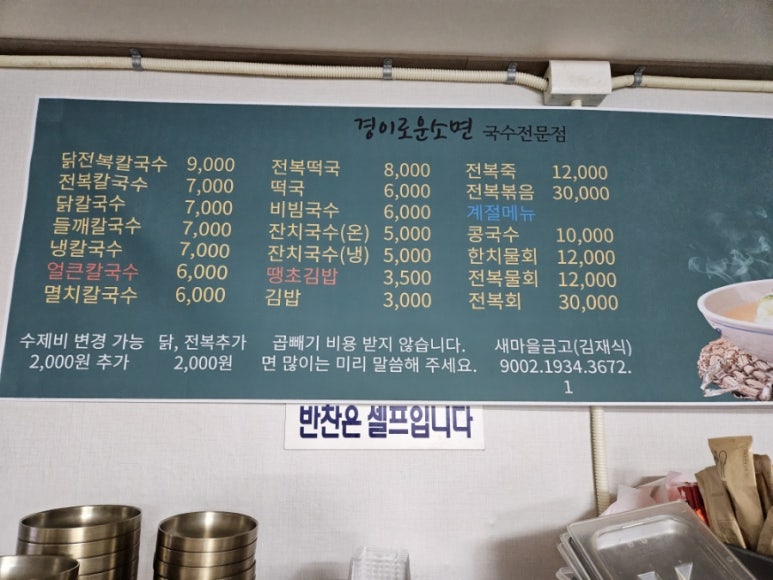 경이로운소면 국수전문점
닭전복칼국수 9,000
전복칼국수 7,000
닭칼국수 7,000
들깨칼국수 7,000
냉칼국수 7,000
얼큰칼국수 6,000
멸치칼국수 6,000
전복떡국 8,000
떡국 6,000
비빔국수 6,000
잔치국수(온) 5,000
잔치국수(냉) 5,000
땡초김밥 3,500
김밥 3,000
전복죽 12,000
전복볶음 30,000
계절메뉴
콩국수 10,000
한치물회 12,000
전복물회 12,000
전복회 30,000
수제비 변경 가능
2,000원 추가
닭, 전복추가
2,000원
곱빼기 비용 받지 않습니다.
면 많이는 미리 말씀해 주세요.
새마을금고(김재식)
9002.1934.3672.
1
반찬은 셀프입니다